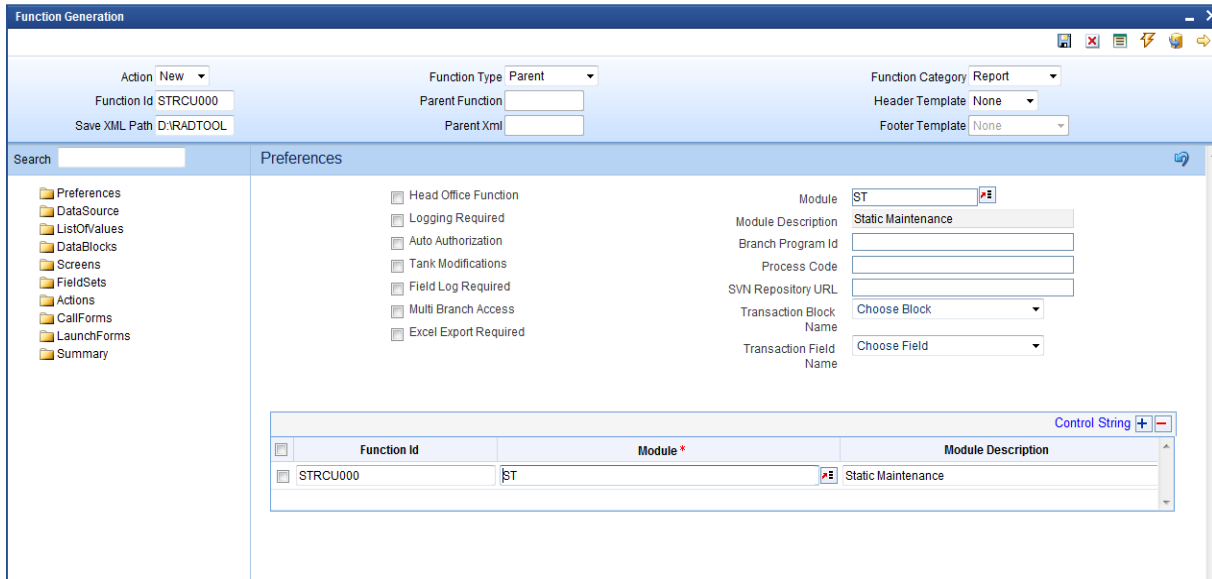 Function Generation
Action New
Function Type Parent
Function Category Report
Function Id STRCU000
Parent Function
Header Template None
Save XML Path D:\RADTOOL
Parent Xml
Footer Template None
Search
Preferences
DataSource
ListOfValues
DataBlocks
Screens
FieldSets
Actions
CallForms
LaunchForms
Summary
Preferences
Head Office Function
Logging Required
Auto Authorization
Tank Modifications
Field Log Required
Multi Branch Access
Excel Export Required
Module ST
Module Description Static Maintenance
Branch Program Id
Process Code
SVN Repository URL
Transaction Block Choose Block
Name
Transaction Field Choose Field
Name
Control String
Function Id Module * Module Description
STRCU000 ST Static Maintenance